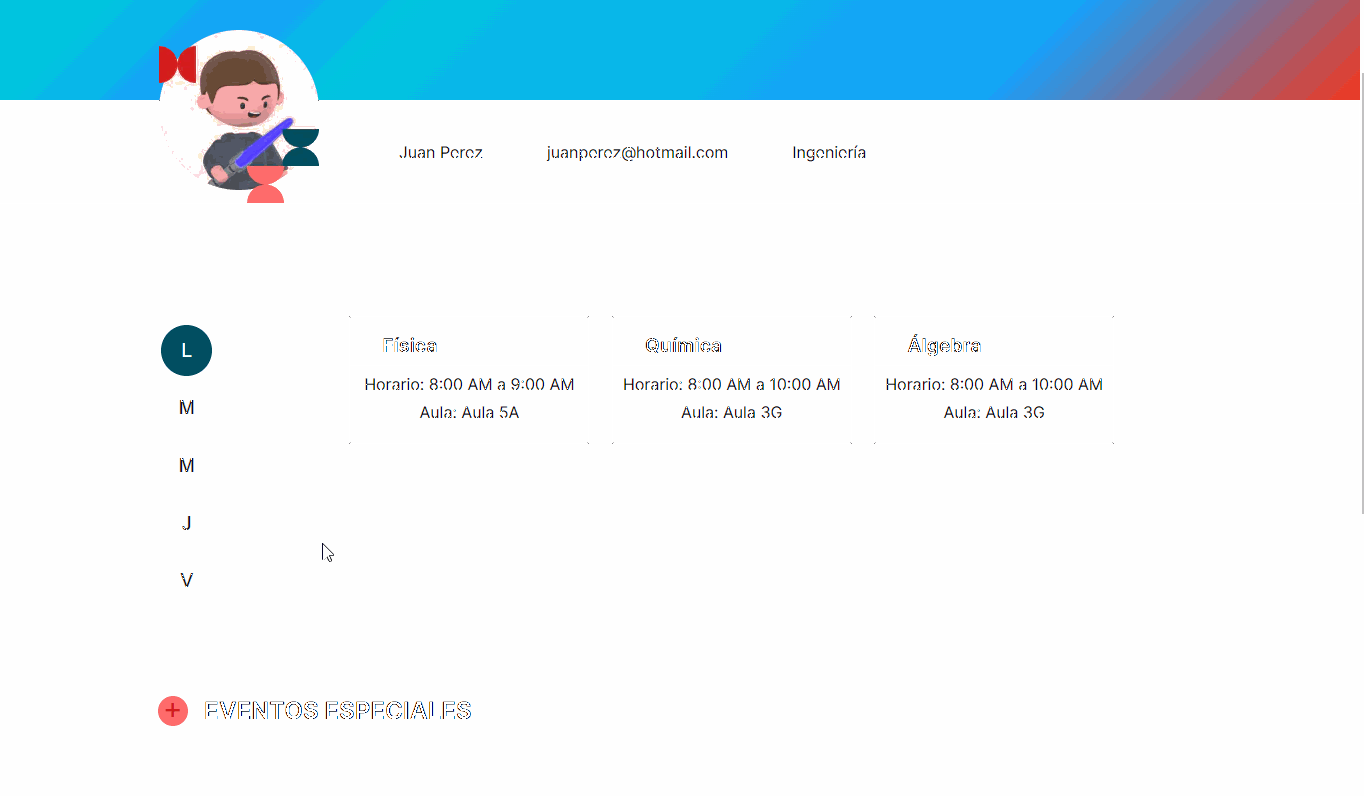 Juan Perez juanperez@hotmail.com Ingeniería
L
M
M
J
V
Física
Horario: 8:00 AM a 9:00 AM
Aula: Aula 5A
Química
Horario: 8:00 AM a 10:00 AM
Aula: Aula 3G
Álgebra
Horario: 8:00 AM a 10:00 AM
Aula: Aula 3G
+ EVENTOS ESPECIALES